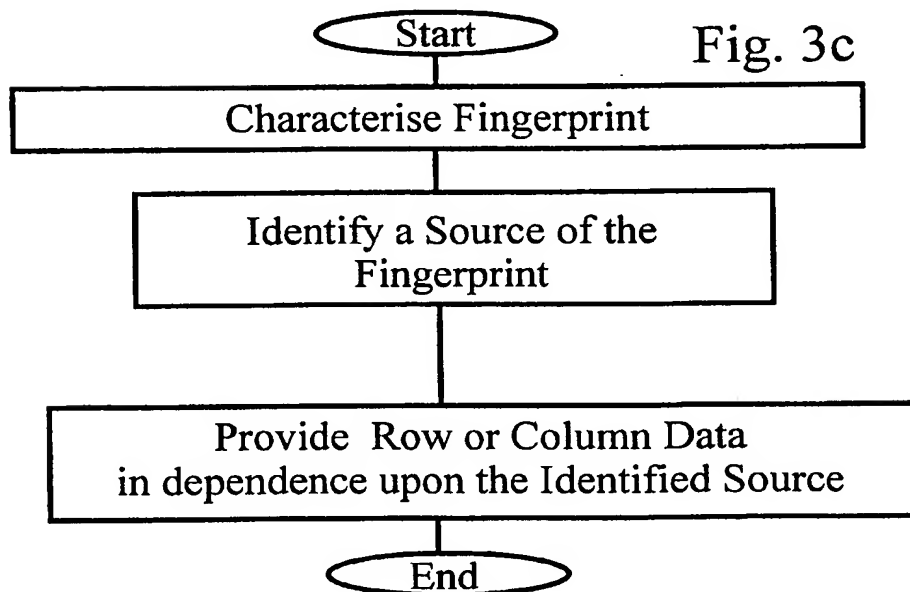 Start
Fig. 3c
Characterise Fingerprint
Identify a Source of the
Fingerprint
Provide Row or Column Data
in dependence upon the Identified Source
End